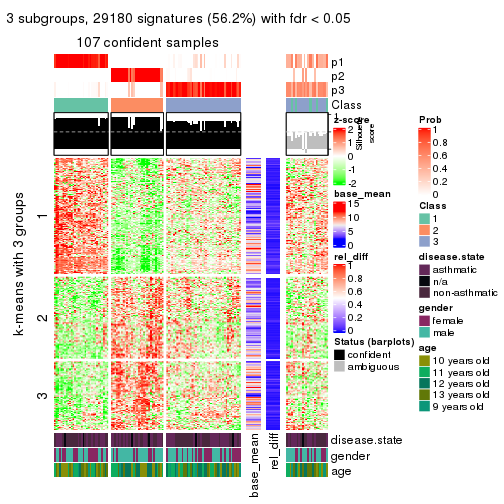 3 subgroups, 29180 signatures (56.2%) with fdr < 0.05
107 confident samples
p1
p2
p3
Class
Silhouette
score
k-means with 3 groups
1
2
3
disease.state
gender
age
base_mean
rel_diff
z-score
2
1
0
-1
-2
base_mean
15
10
5
0
rel_diff
1
0.8
0.6
0.4
0.2
0
Status (barplots)
confident
ambiguous
Prob
1
0.8
0.6
0.4
0.2
0
Class
1
2
3
disease.state
asthmatic
n/a
non-asthmatic
gender
female
male
age
10 years old
11 years old
12 years old
13 years old
9 years old